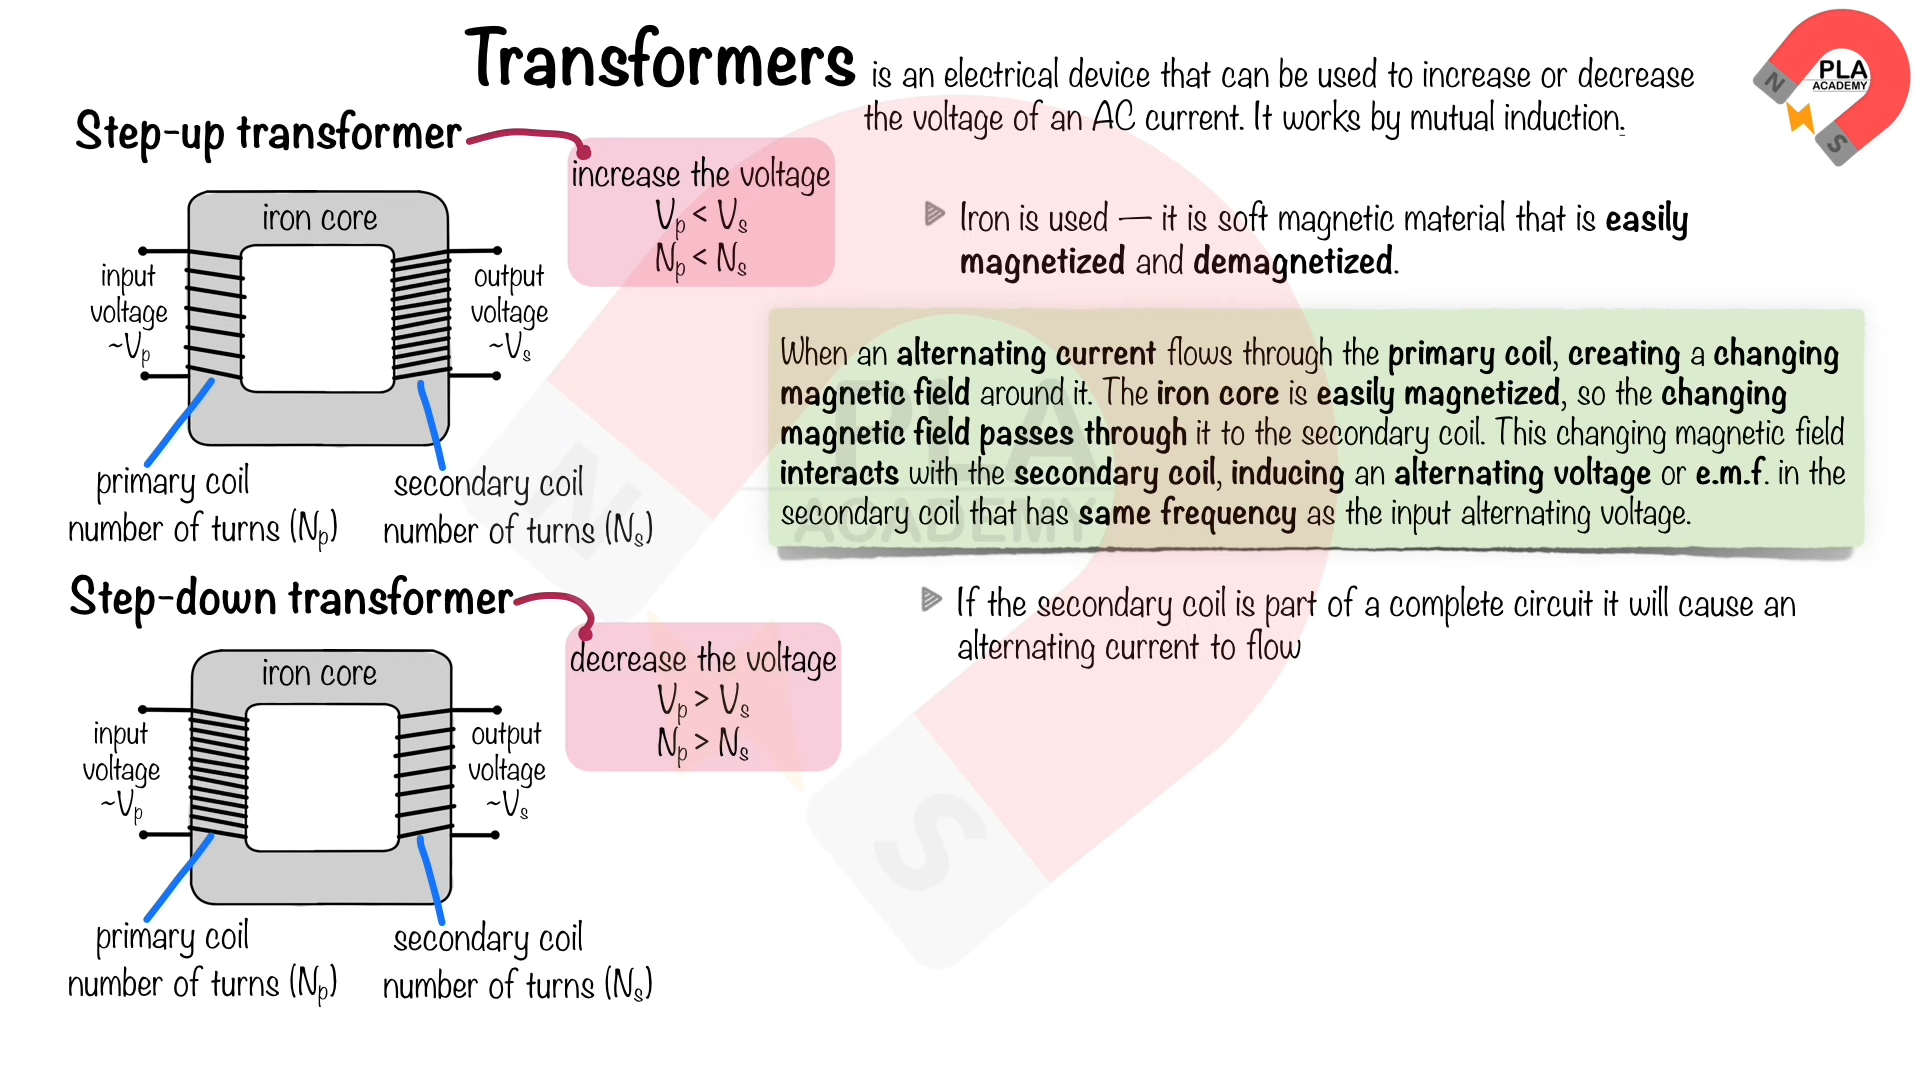 Transformers is an electrical device that can be used to increase or decrease
the voltage of an AC current. It works by mutual induction.
PLA
ACADEMY
N
S
Step-up transformer
increase the voltage
Vp < Vs
Np < Ns
iron core
input
voltage
~Vp
output
voltage
~Vs
primary coil
number of turns (Np)
secondary coil
number of turns (Ns)
Iron is used — it is soft magnetic material that is easily
magnetized and demagnetized.
When an alternating current flows through the primary coil, creating a changing
magnetic field around it. The iron core is easily magnetized, so the changing
magnetic field passes through it to the secondary coil. This changing magnetic field
interacts with the secondary coil, inducing an alternating voltage or e.m.f. in the
secondary coil that has same frequency as the input alternating voltage.
PLA
ACADEMY
N
S
Step-down transformer
decrease the voltage
Vp > Vs
Np > Ns
iron core
input
voltage
~Vp
output
voltage
~Vs
primary coil
number of turns (Np)
secondary coil
number of turns (Ns)
If the secondary coil is part of a complete circuit it will cause an
alternating current to flow